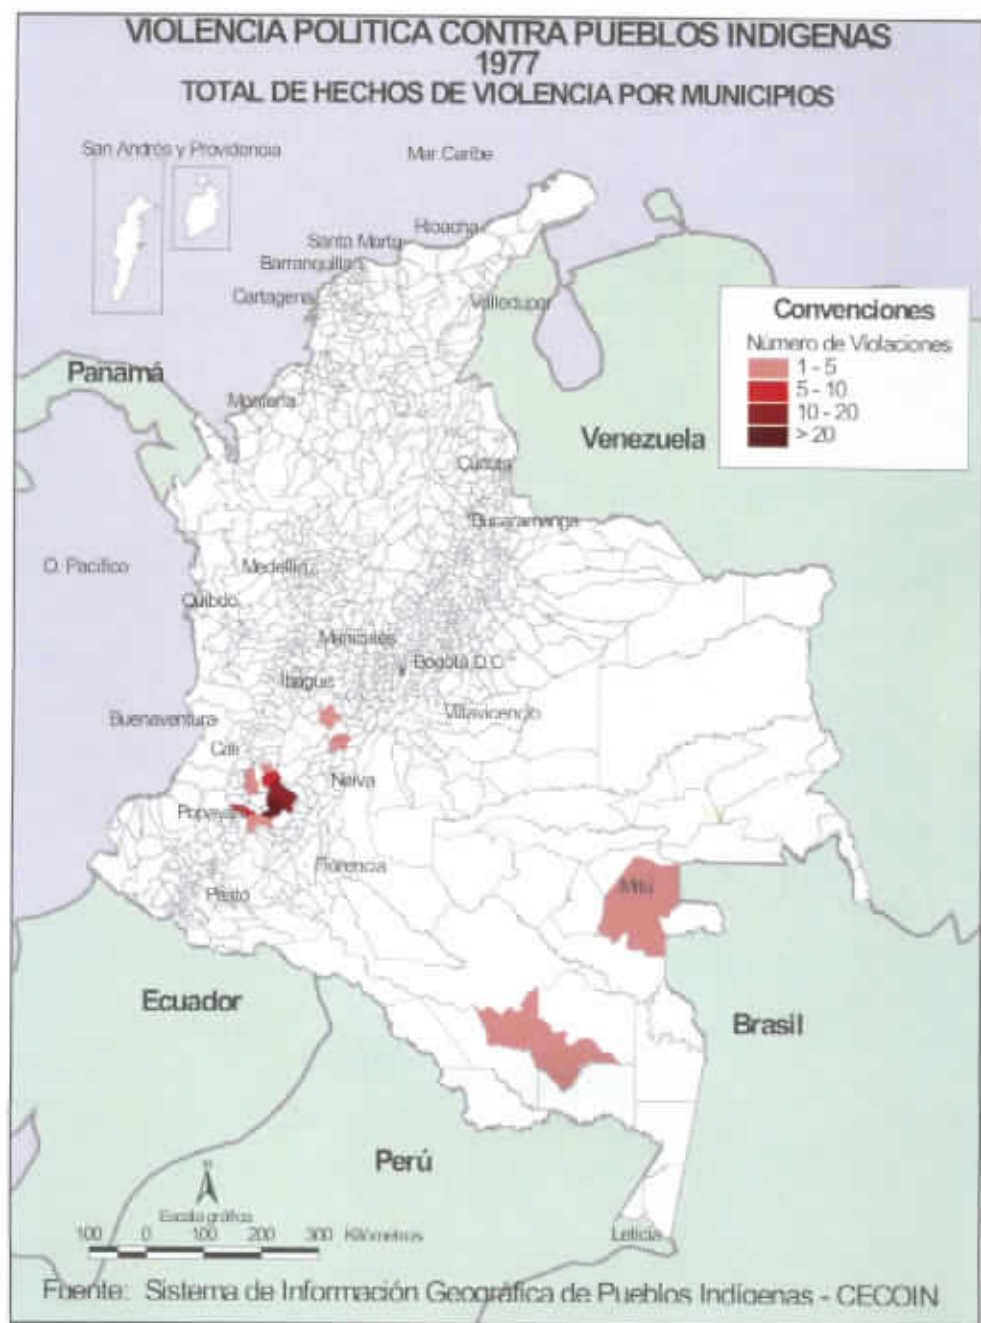 VIOLENCIA POLITICA CONTRA PUEBLOS INDIGENAS
1977
TOTAL DE HECHOS DE VIOLENCIA POR MUNICIPIOS
San Andrés y Providencia
Mar Caribe
Rioacha
Santa Marta
Barranquilla
Cartagena
Valledupar
Convenciones
Número de Violaciones
1 - 5
5 - 10
10 - 20
> 20
Panamá
Montería
Venezuela
Cúcuta
Bucaramanga
O. Pacífico
Medellín
Quibdo
Manizales
Bogotá D.C.
Ibagué
Buenaventura
Villavicencio
Cali
Neiva
Popayán
Florencia
Mitú
Pasto
Ecuador
Brasil
Perú
N
Escala gráfica
100 0 100 200 300 Kilómetros
Leticia
Fuente: Sistema de Información Geográfica de Pueblos Indígenas - CECOIN